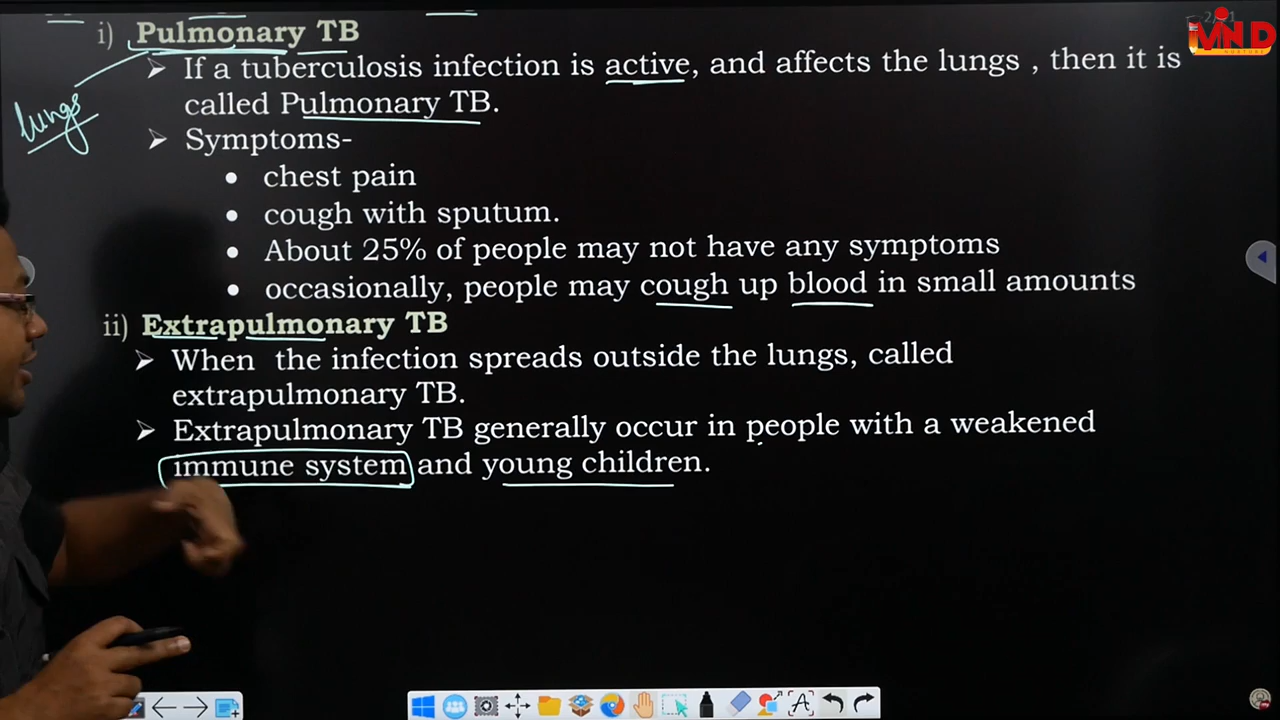 i) Pulmonary TB
➤ If a tuberculosis infection is active, and affects the lungs , then it is
called Pulmonary TB.
lungs
➤ Symptoms-
• chest pain
• cough with sputum.
• About 25% of people may not have any symptoms
• occasionally, people may cough up blood in small amounts
ii) Extrapulmonary TB
➤ When the infection spreads outside the lungs, called
extrapulmonary TB.
➤ Extrapulmonary TB generally occur in people with a weakened
immune system and young children.